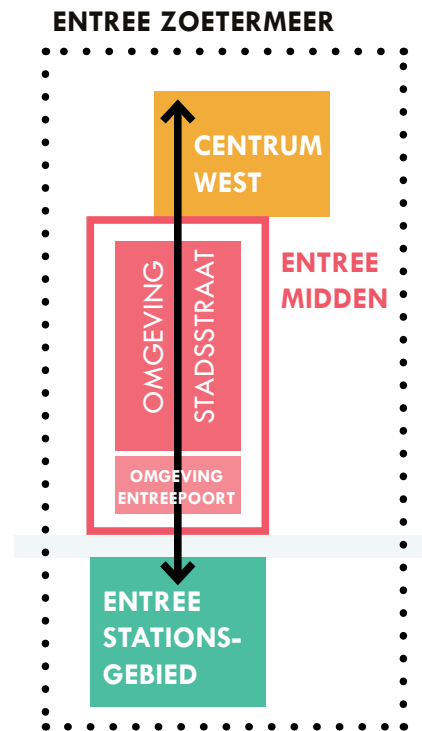 ENTREE ZOETERMEER
CENTRUM
WEST
ENTREE
MIDDEN
OMGEVING
STADSSTRAAT
OMGEVING
ENTREEPOORT
ENTREE
STATIONS-
GEBIED